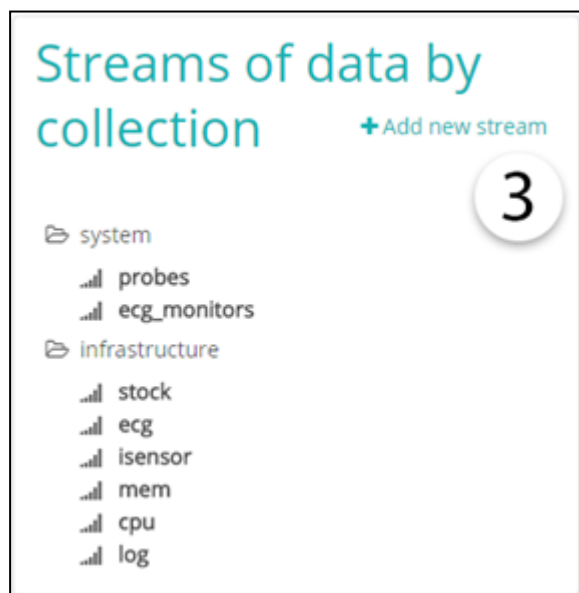 Streams of data by
collection
+Add new stream
3
system
probes
ecg_monitors
infrastructure
stock
ecg
isensor
mem
cpu
log